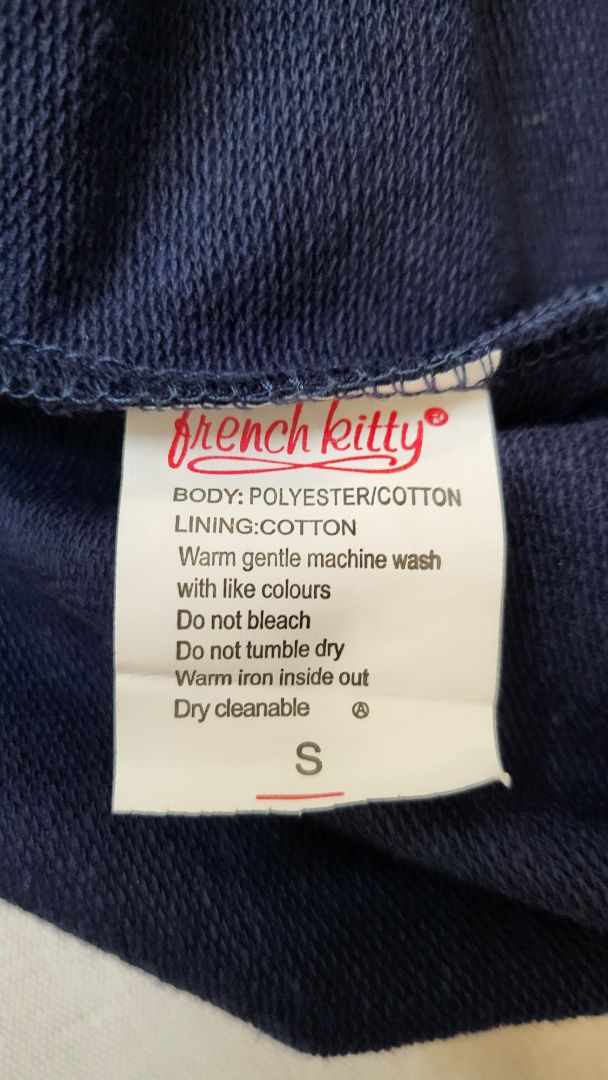 french kitty®
BODY: POLYESTER/COTTON
LINING:COTTON
Warm gentle machine wash
with like colours
Do not bleach
Do not tumble dry
Warm iron inside out
Dry cleanable Ⓐ
S